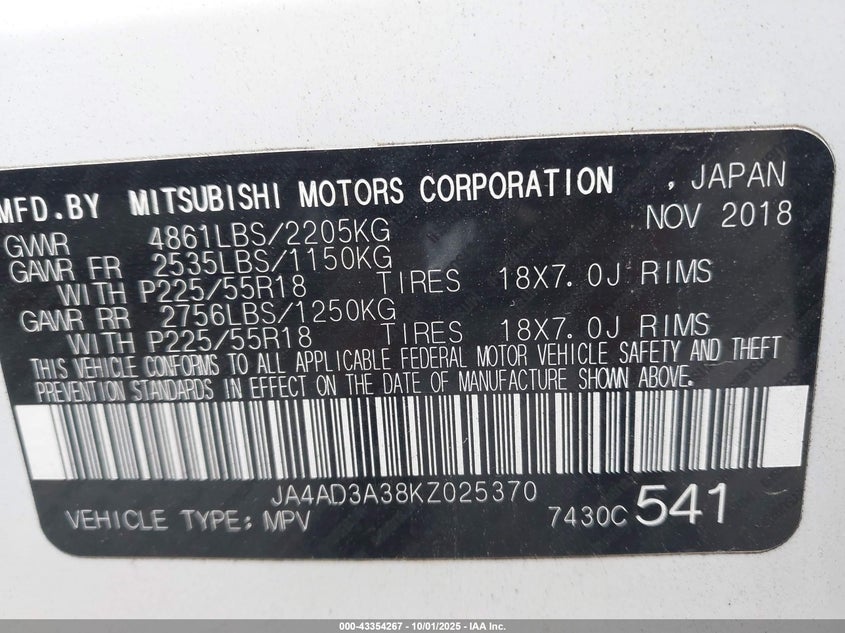 MFD.BY MITSUBISHI MOTORS CORPORATION , JAPAN
NOV 2018
GVWR 4861LBS/2205KG
GAWR FR 2535LBS/1150KG
WITH P225/55R18 TIRES 18X7.0J RIMS
GAWR RR 2756LBS/1250KG
WITH P225/55R18 TIRES 18X7.0J RIMS
THIS VEHICLE CONFORMS TO ALL APPLICABLE FEDERAL MOTOR VEHICLE SAFETY AND THEFT
PREVENTION STANDARDS IN EFFECT ON THE DATE OF MANUFACTURE SHOWN ABOVE.
JA4AD3A38KZ025370
VEHICLE TYPE: MPV 7430C 541
000-43354267 - 10/01/2025 - IAA Inc.